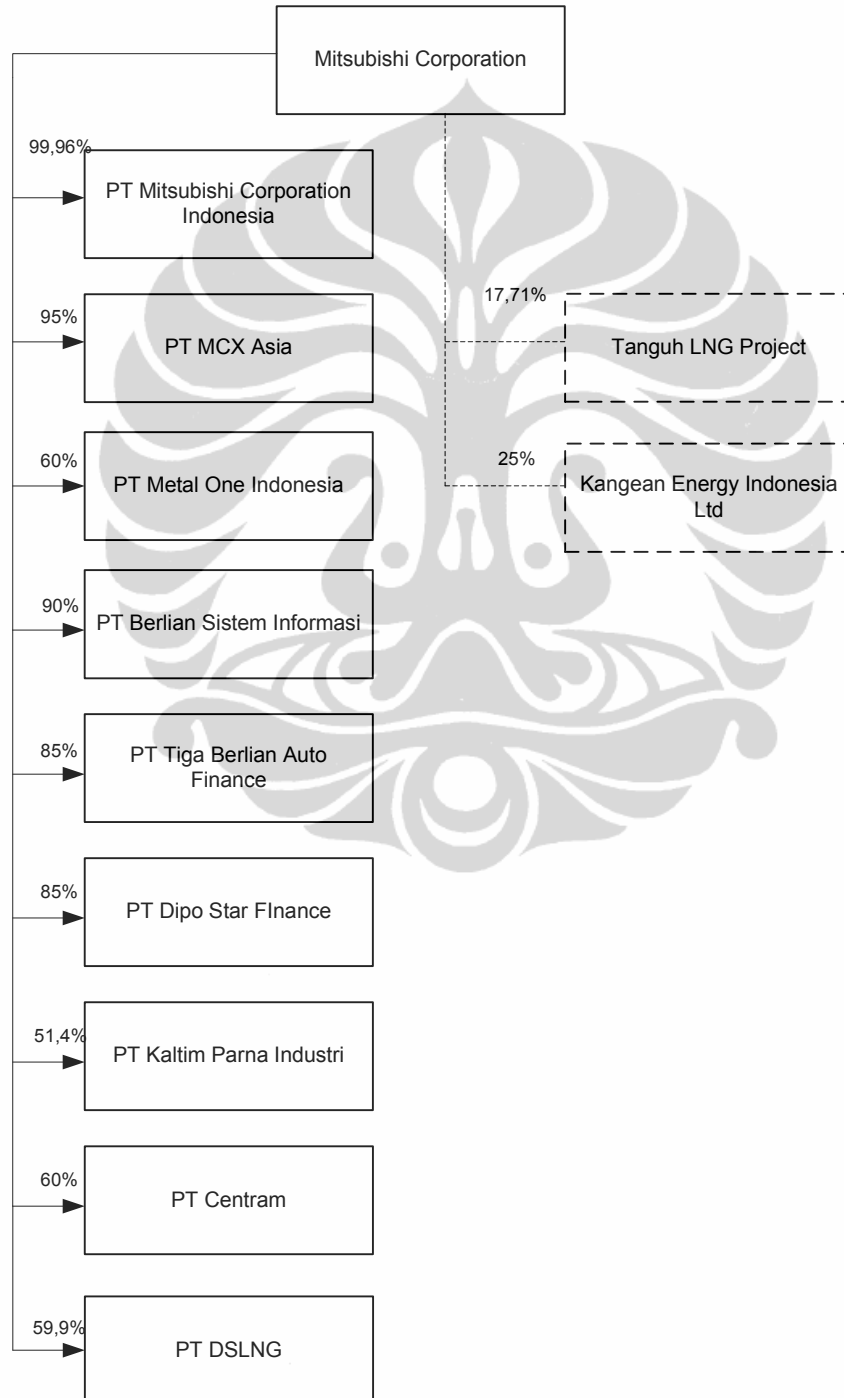 Mitsubishi Corporation
99,96%
PT Mitsubishi Corporation
Indonesia
17,71%
95%
PT MCX Asia
Tanguh LNG Project
60%
PT Metal One Indonesia
25%
Kangean Energy Indonesia
Ltd
90%
PT Berlian Sistem Informasi
85%
PT Tiga Berlian Auto
Finance
85%
PT Dipo Star FInance
51,4%
PT Kaltim Parna Industri
60%
PT Centram
59,9%
PT DSLNG